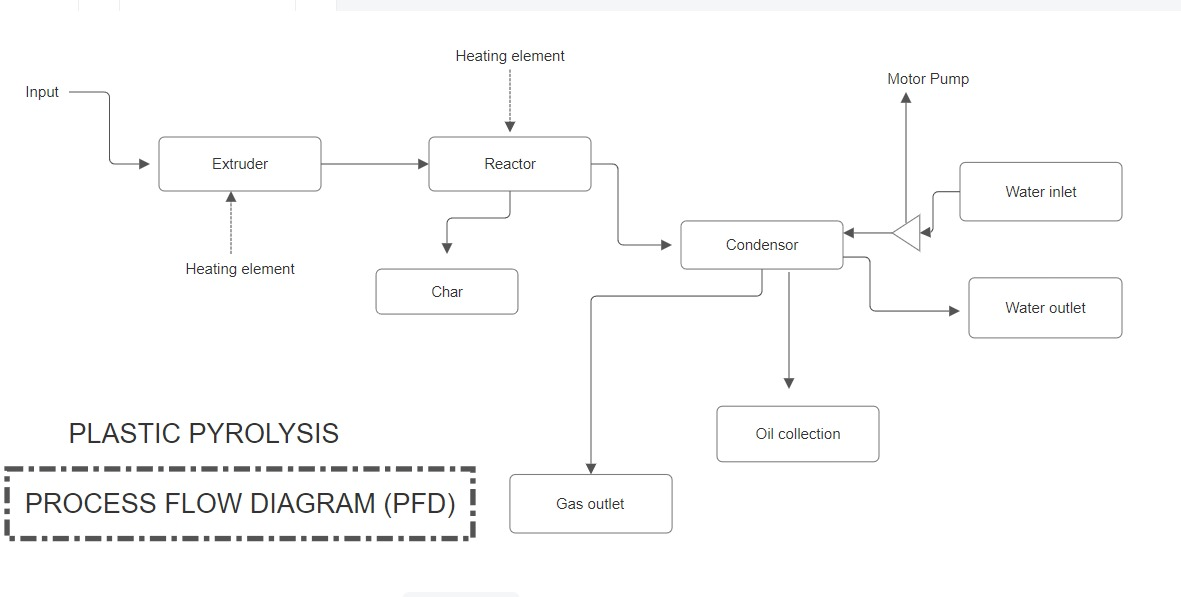 Heating element
Motor Pump
Input
Extruder
Reactor
Water inlet
Condensor
Heating element
Char
Water outlet
Oil collection
PLASTIC PYROLYSIS
PROCESS FLOW DIAGRAM (PFD)
Gas outlet